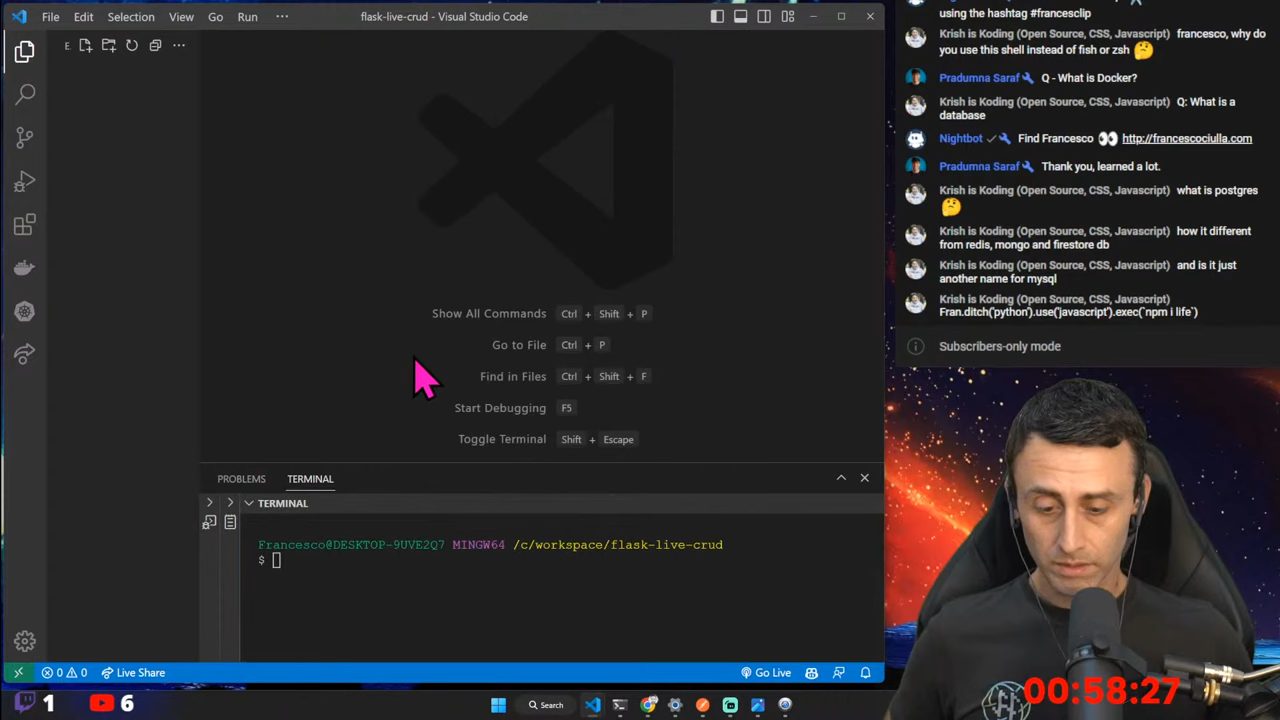 File Edit Selection View Go Run ···
flask-live-crud - Visual Studio Code
E
Show All Commands Ctrl + Shift + P
Go to File Ctrl + P
Find in Files Ctrl + Shift + F
Start Debugging F5
Toggle Terminal Shift + Escape
PROBLEMS TERMINAL
TERMINAL
Francesco@DESKTOP-9UVE2Q7 MINGW64 /c/workspace/flask-live-crud
$
0 0 Live Share
Go Live
1
6
Search
using the hashtag #francesclip
Krish is Koding (Open Source, CSS, Javascript) francesco, why do
you use this shell instead of fish or zsh
Pradumna Saraf Q - What is Docker?
Krish is Koding (Open Source, CSS, Javascript) Q: What is a
database
Nightbot Find Francesco http://francescociulla.com
Pradumna Saraf Thank you, learned a lot.
Krish is Koding (Open Source, CSS, Javascript) what is postgres
Krish is Koding (Open Source, CSS, Javascript) how it different
from redis, mongo and firestore db
Krish is Koding (Open Source, CSS, Javascript) and is it just
another name for mysql
Krish is Koding (Open Source, CSS, Javascript)
Fran.ditch('python').use('javascript').exec(`npm i life`)
Subscribers-only mode
00:58:27